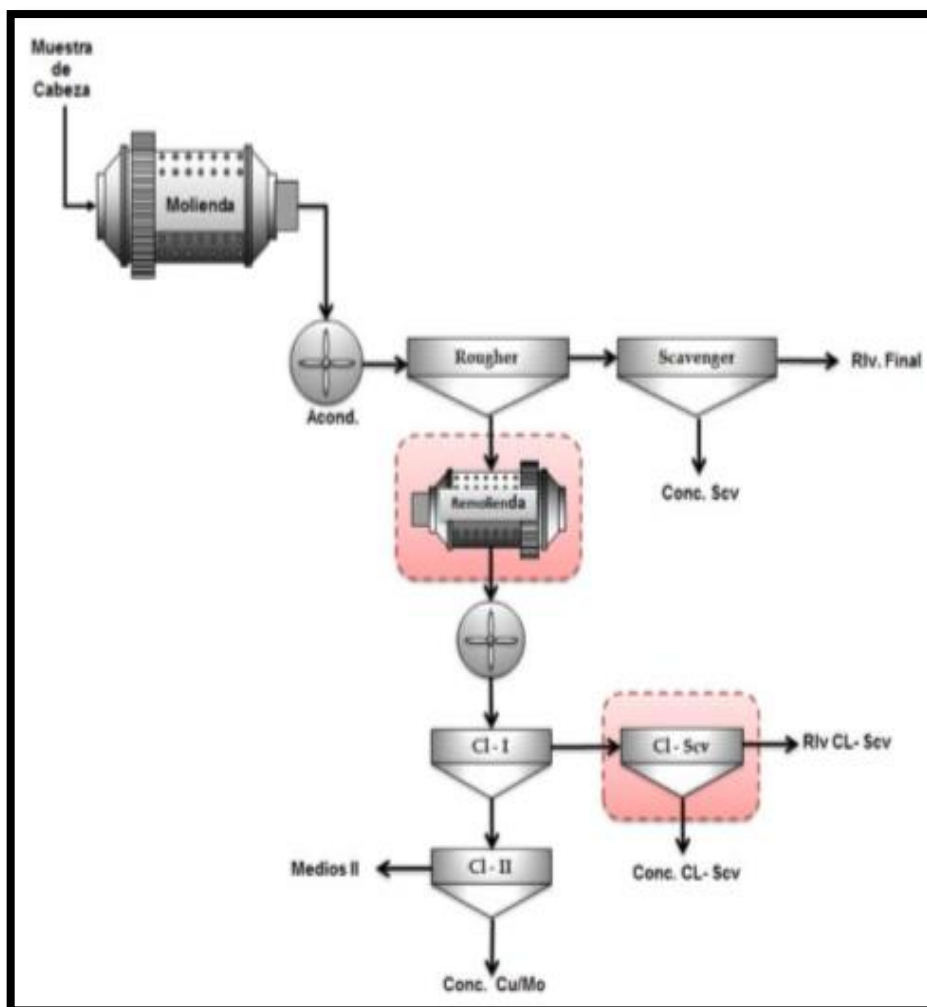 Muestra
de
Cabeza
Molienda
Acond.
Rougher
Scavenger
Rlv. Final
Conc. Scv
Remolienda
Cl - I
Cl - Scv
Rlv CL- Scv
Medios II
Cl - II
Conc. CL- Scv
Conc. Cu/Mo